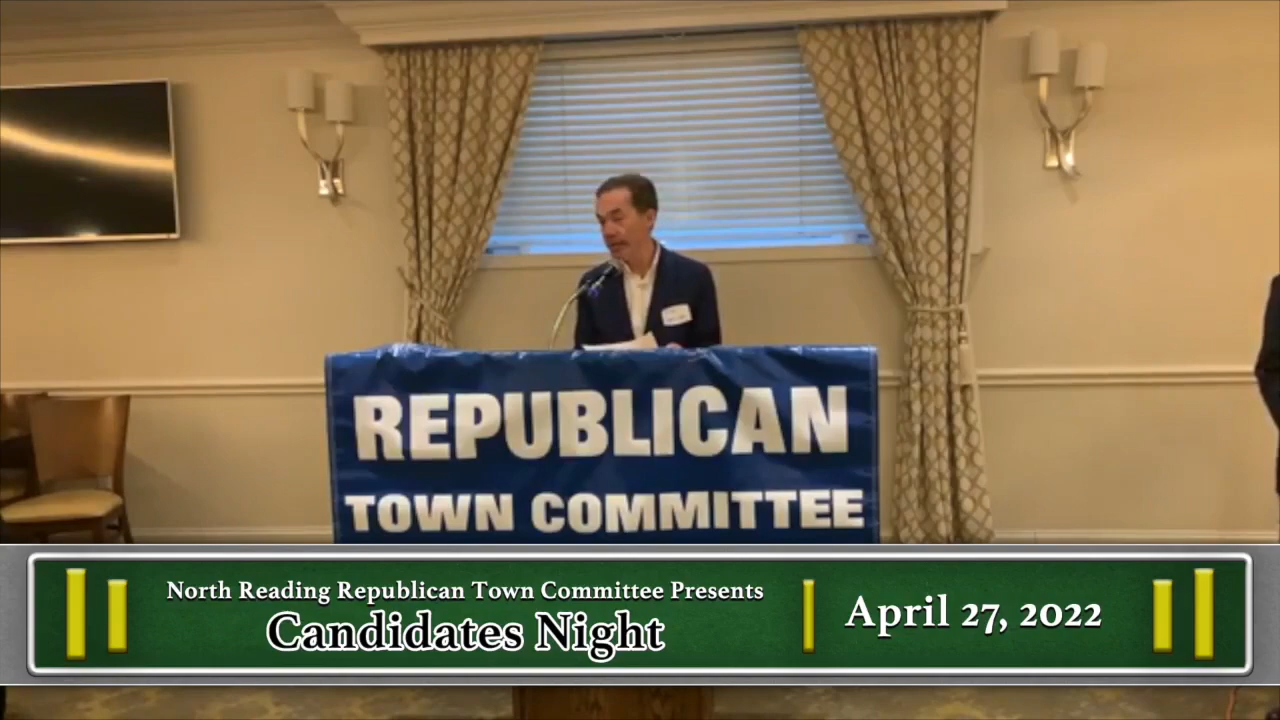 REPUBLICAN
TOWN COMMITTEE
North Reading Republican Town Committee Presents
Candidates Night
April 27, 2022